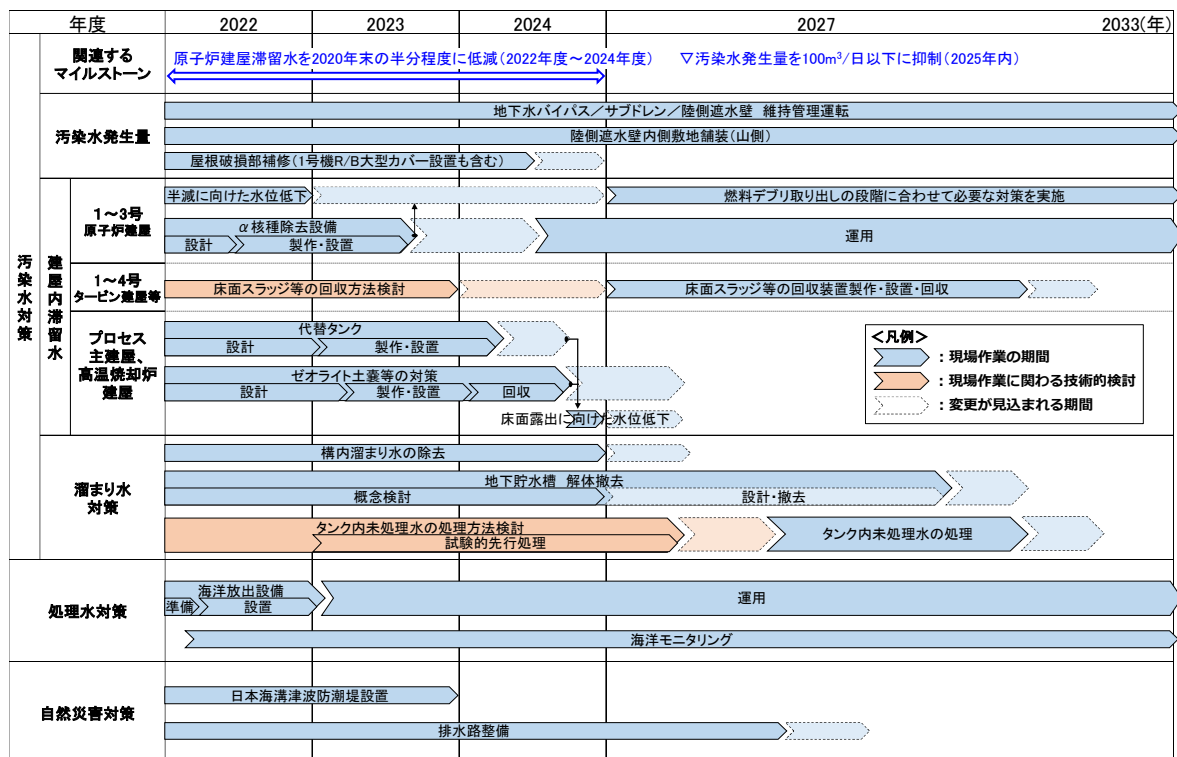 年度
2022
2023
2024
2027
2033(年)
関連する
マイルストーン
原子炉建屋滞留水を2020年末の半分程度に低減(2022年度～2024年度)
▽汚染水発生量を100m³/日以下に抑制(2025年内)
汚染水対策
汚染水発生量
地下水バイパス／サブドレン／陸側遮水壁 維持管理運転
陸側遮水壁内側敷地舗装(山側)
屋根破損部補修(1号機R/B大型カバー設置も含む)
建屋内滞留水
1～3号
原子炉建屋
半減に向けた水位低下
燃料デブリ取り出しの段階に合わせて必要な対策を実施
α核種除去設備
設計
製作・設置
運用
1～4号
タービン建屋等
床面スラッジ等の回収方法検討
床面スラッジ等の回収装置製作・設置・回収
プロセス
主建屋、
高温焼却炉
建屋
代替タンク
設計
製作・設置
ゼオライト土嚢等の対策
設計
製作・設置
回収
床面露出に向けた水位低下
＜凡例＞
：現場作業の期間
：現場作業に関わる技術的検討
：変更が見込まれる期間
溜まり水
対策
構内溜まり水の除去
地下貯水槽 解体撤去
概念検討
設計・撤去
タンク内未処理水の処理方法検討
試験的先行処理
タンク内未処理水の処理
処理水対策
海洋放出設備
準備
設置
運用
海洋モニタリング
自然災害対策
日本海溝津波防潮堤設置
排水路整備